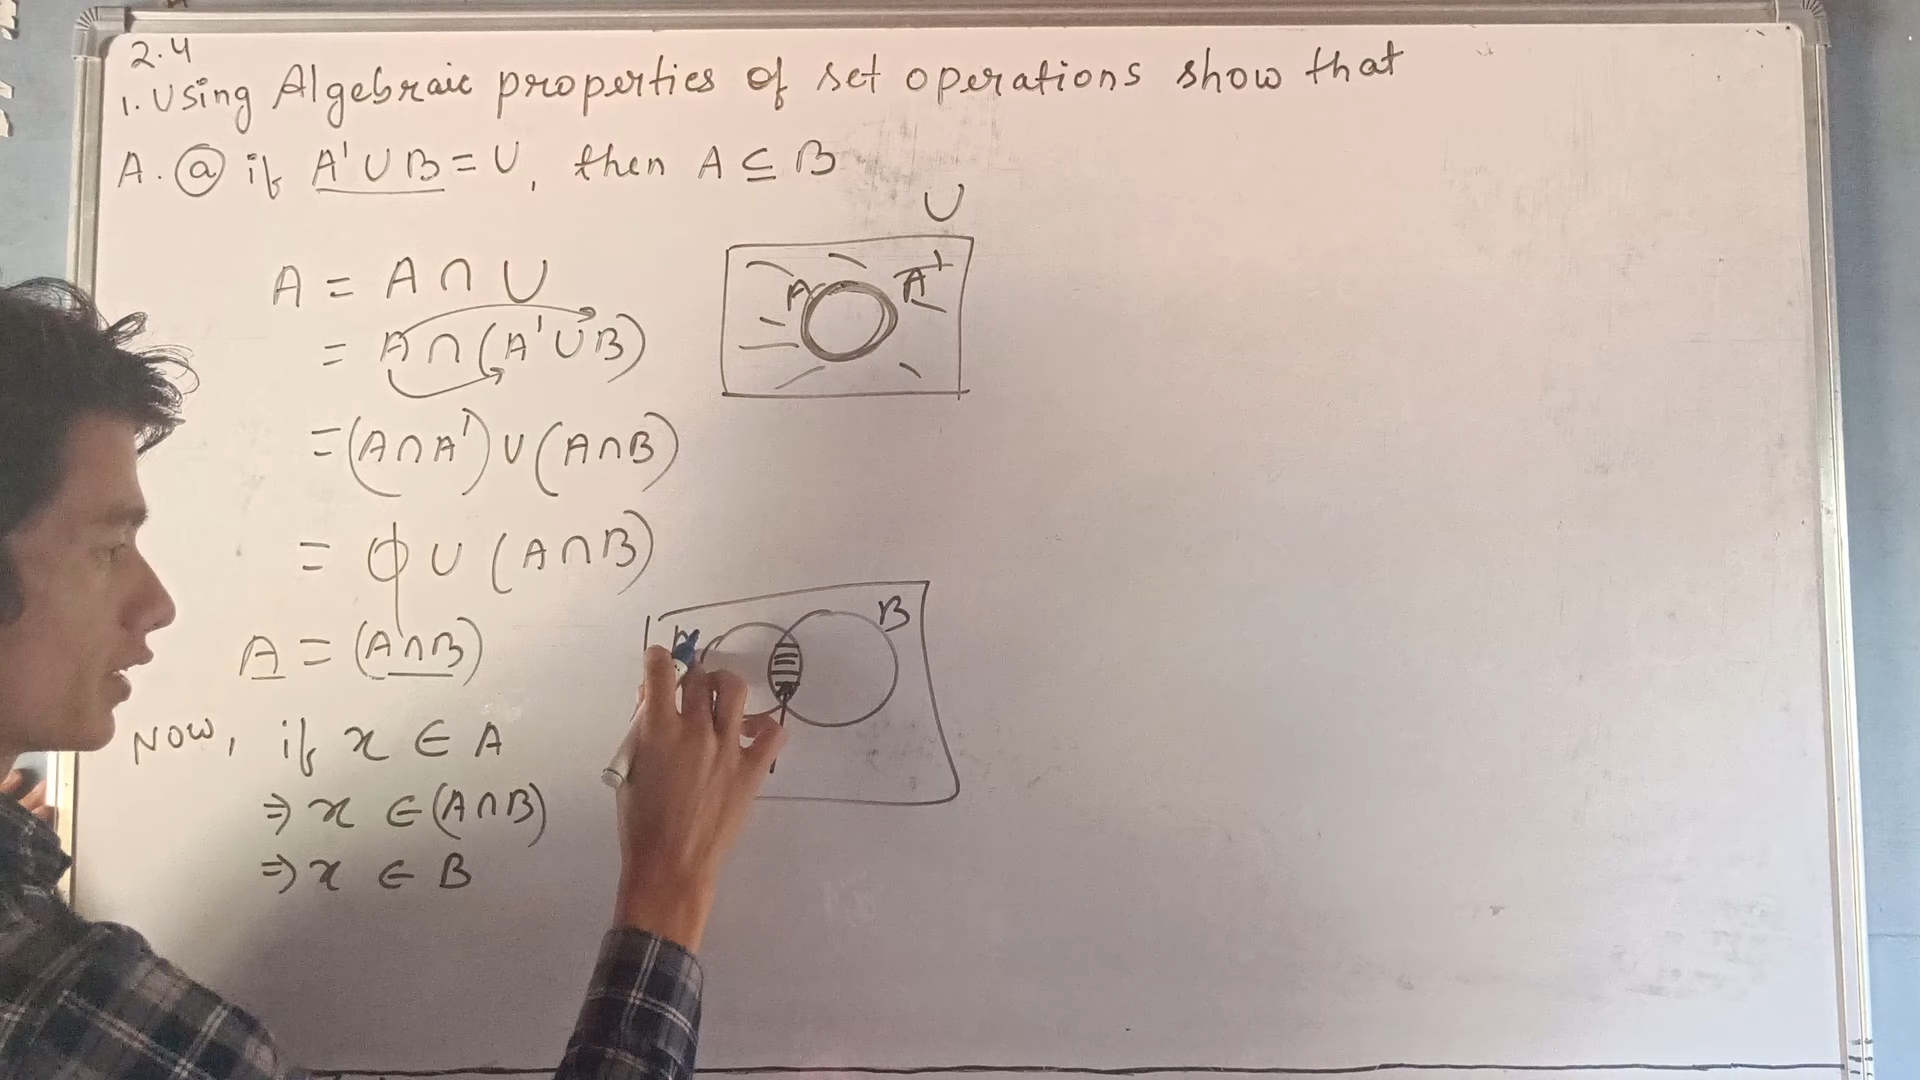 2.4
1. Using Algebraic properties of set operations show that
A. ⓐ if A' ∪ B = U, then A ⊆ B
U
A = A ∩ U
A A'
= A ∩ (A' ∪ B)
= (A ∩ A') ∪ (A ∩ B)
= ϕ ∪ (A ∩ B)
B
A = (A ∩ B)
Now, if x ∈ A
⇒ x ∈ (A ∩ B)
⇒ x ∈ B